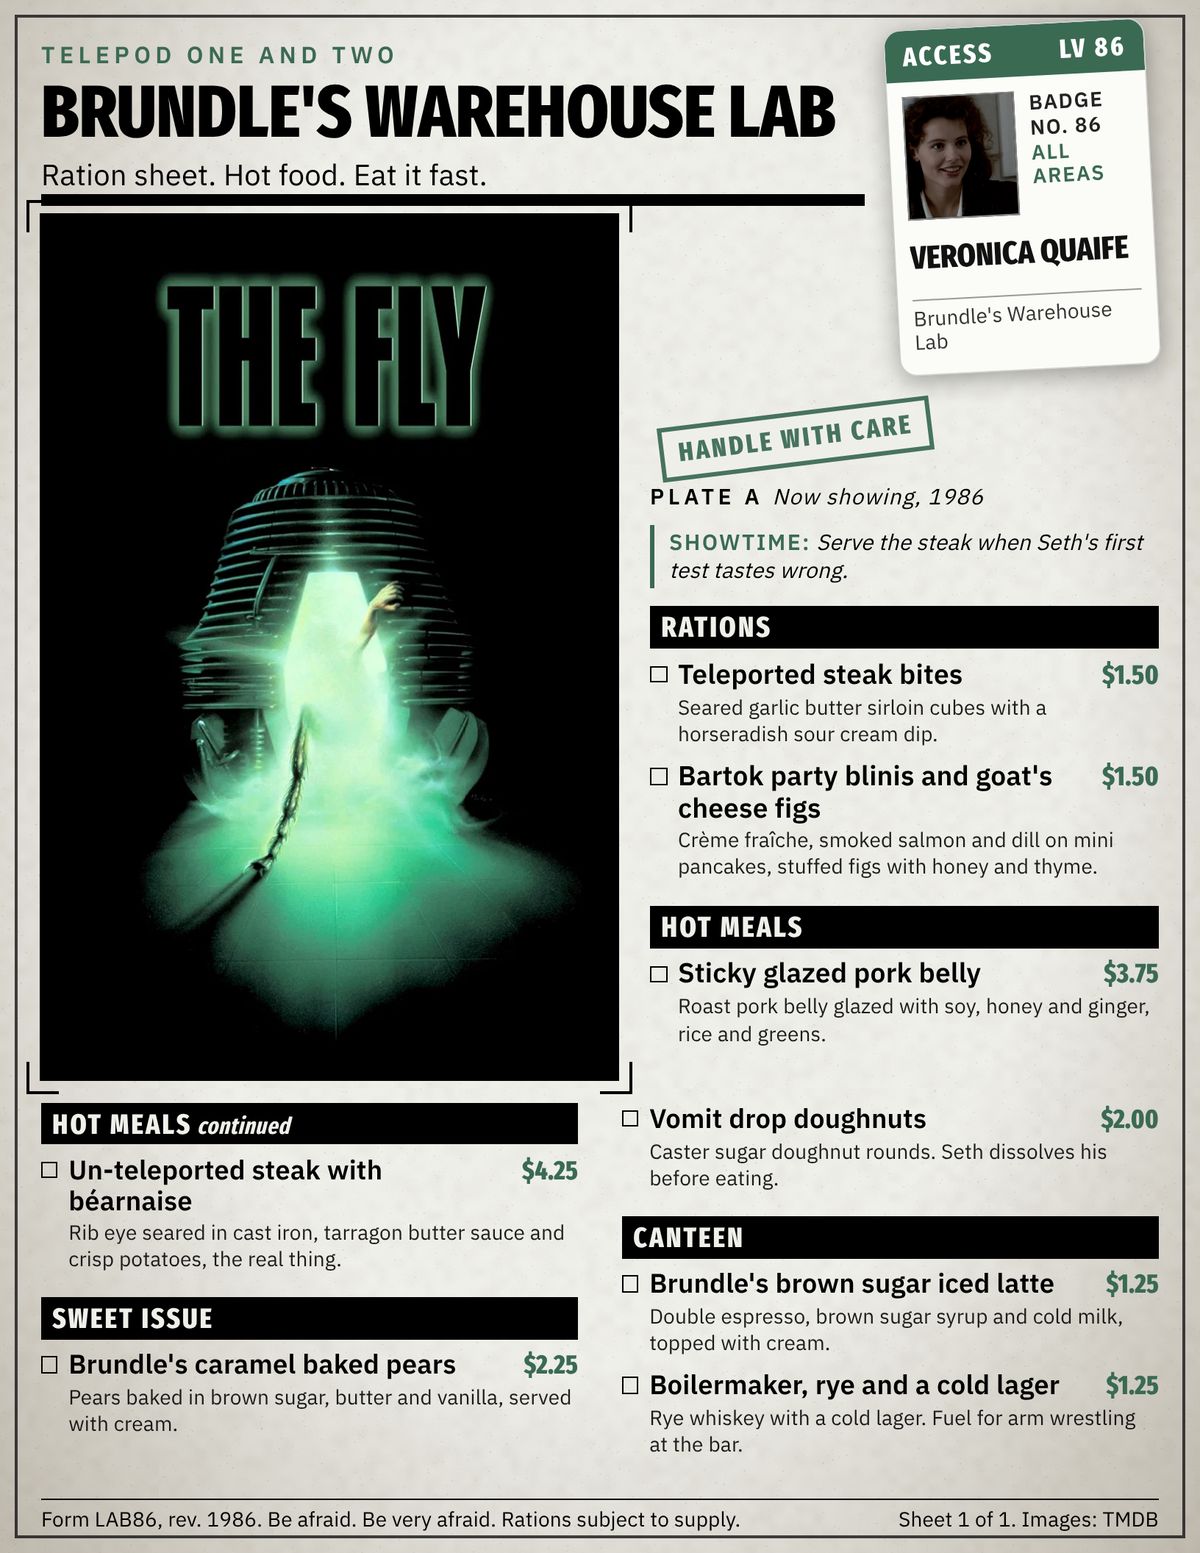 TELEPOD ONE AND TWO
BRUNDLE'S WAREHOUSE LAB
Ration sheet. Hot food. Eat it fast.
ACCESS LV 86
BADGE
NO. 86
ALL
AREAS
VERONICA QUAIFE
Brundle's Warehouse
Lab
THE FLY
HANDLE WITH CARE
PLATE A Now showing, 1986
SHOWTIME: Serve the steak when Seth's first
test tastes wrong.
RATIONS
Teleported steak bites $1.50
Seared garlic butter sirloin cubes with a
horseradish sour cream dip.
Bartok party blinis and goat's $1.50
cheese figs
Crème fraîche, smoked salmon and dill on mini
pancakes, stuffed figs with honey and thyme.
HOT MEALS
Sticky glazed pork belly $3.75
Roast pork belly glazed with soy, honey and ginger,
rice and greens.
HOT MEALS continued
Un-teleported steak with $4.25
béarnaise
Rib eye seared in cast iron, tarragon butter sauce and
crisp potatoes, the real thing.
SWEET ISSUE
Brundle's caramel baked pears $2.25
Pears baked in brown sugar, butter and vanilla, served
with cream.
Vomit drop doughnuts $2.00
Caster sugar doughnut rounds. Seth dissolves his
before eating.
CANTEEN
Brundle's brown sugar iced latte $1.25
Double espresso, brown sugar syrup and cold milk,
topped with cream.
Boilermaker, rye and a cold lager $1.25
Rye whiskey with a cold lager. Fuel for arm wrestling
at the bar.
Form LAB86, rev. 1986. Be afraid. Be very afraid. Rations subject to supply.
Sheet 1 of 1. Images: TMDB